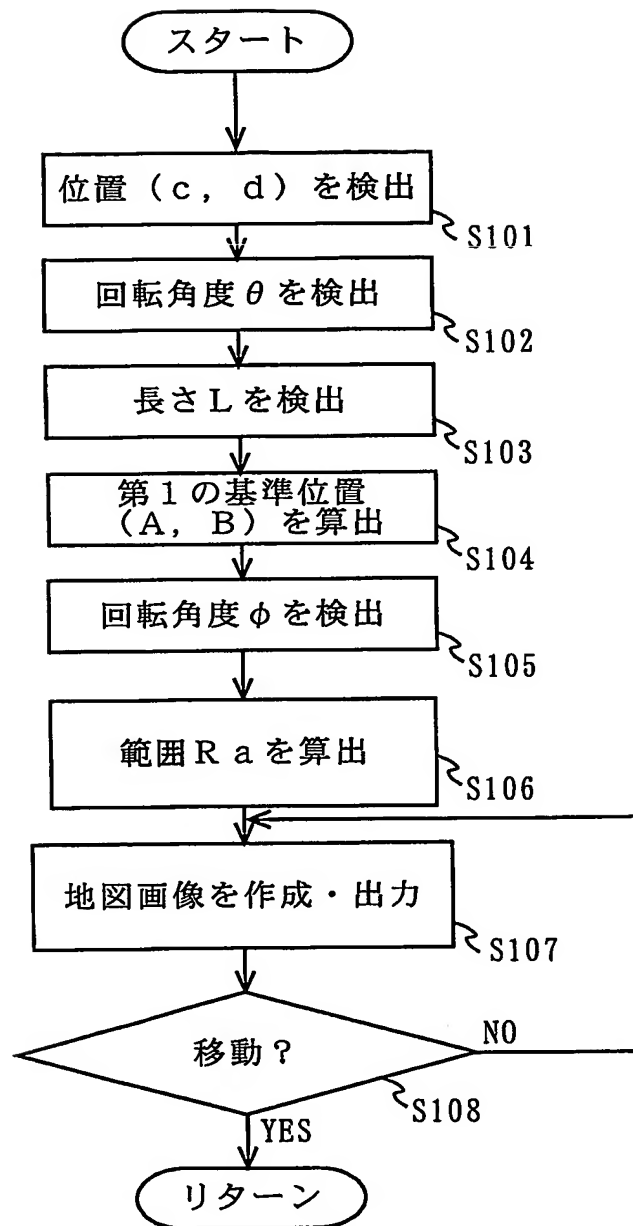 スタート
位置（c，d）を検出
S101
回転角度θを検出
S102
長さLを検出
S103
第1の基準位置
（A，B）を算出
S104
回転角度φを検出
S105
範囲Raを算出
S106
地図画像を作成・出力
S107
移動？
NO
S108
YES
リターン